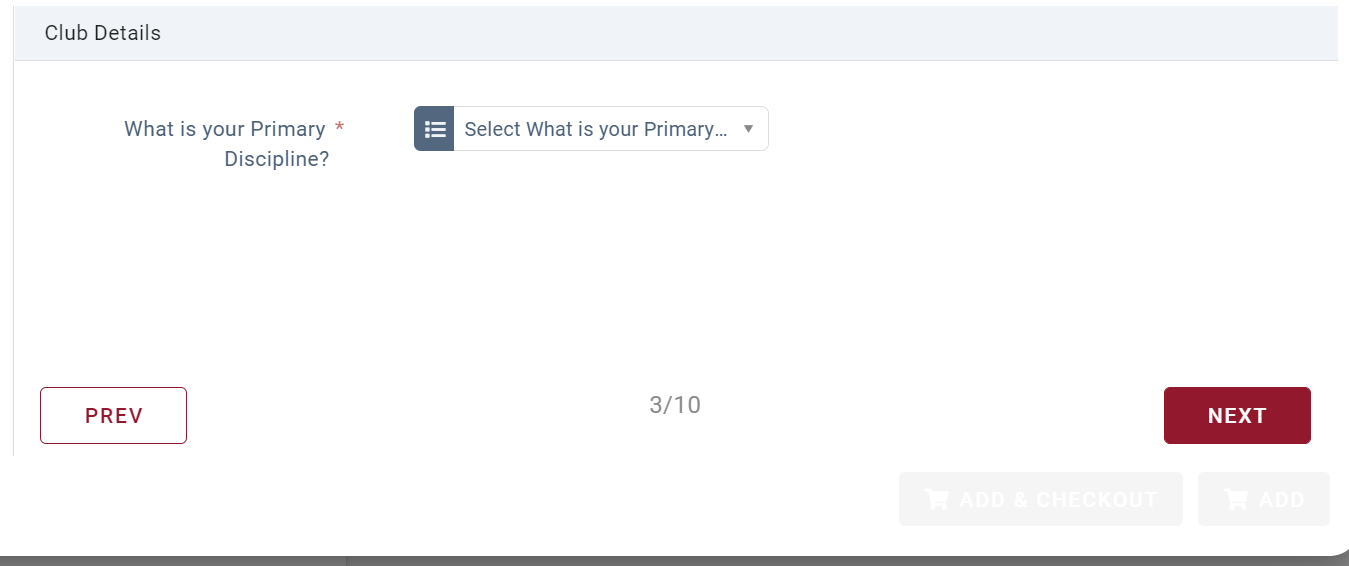 Club Details
What is your Primary *
Discipline?
Select What is your Primary...
PREV
3/10
NEXT
ADD & CHECKOUT
ADD